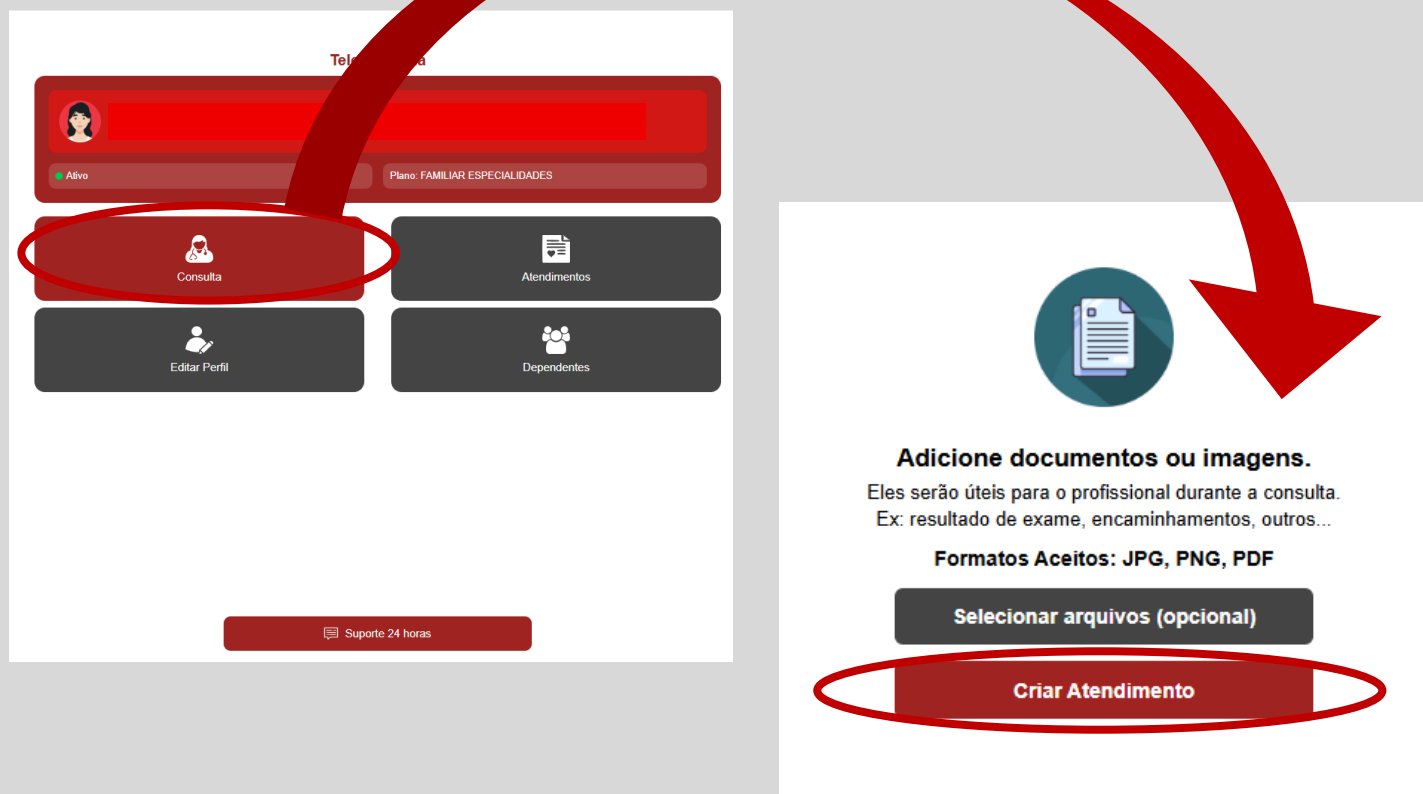 Ativo
Plano: FAMILIAR ESPECIALIDADES
Consulta
Atendimentos
Editar Perfil
Dependentes
Suporte 24 horas
Adicione documentos ou imagens.
Eles serão úteis para o profissional durante a consulta.
Ex: resultado de exame, encaminhamentos, outros...
Formatos Aceitos: JPG, PNG, PDF
Selecionar arquivos (opcional)
Criar Atendimento